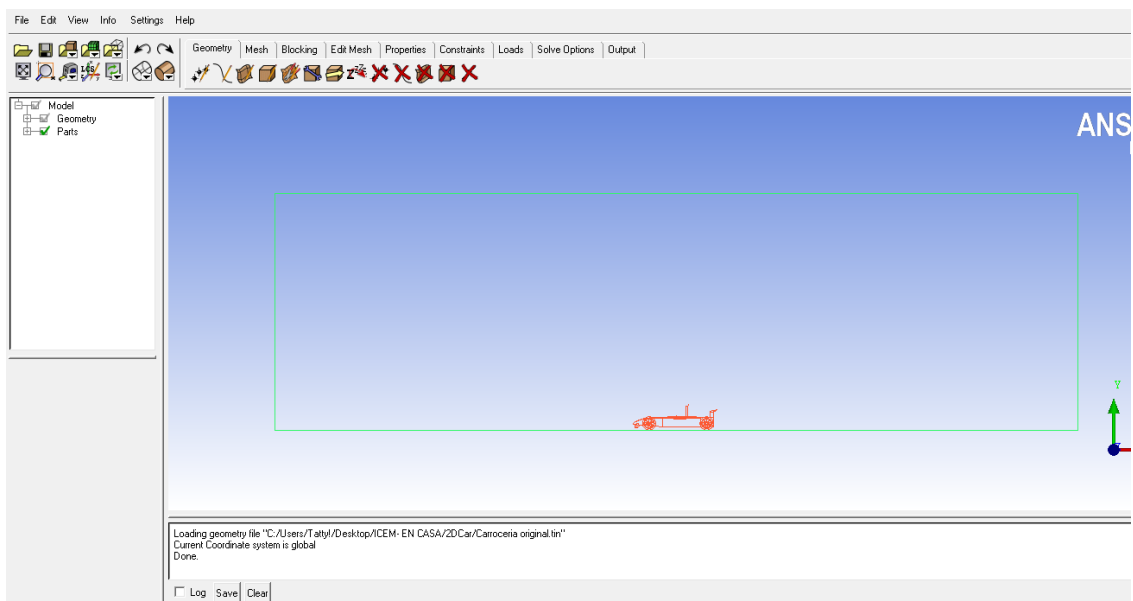 File Edit View Info Settings Help
Geometry Mesh Blocking Edit Mesh Properties Constraints Loads Solve Options Output
Model
Geometry
Parts
ANS
Y
Loading geometry file "C:/Users/Tatty!/Desktop/ICEM- EN CASA/2DCar/Carroceria original.tin"
Current Coordinate system is global
Done.
Log Save Clear